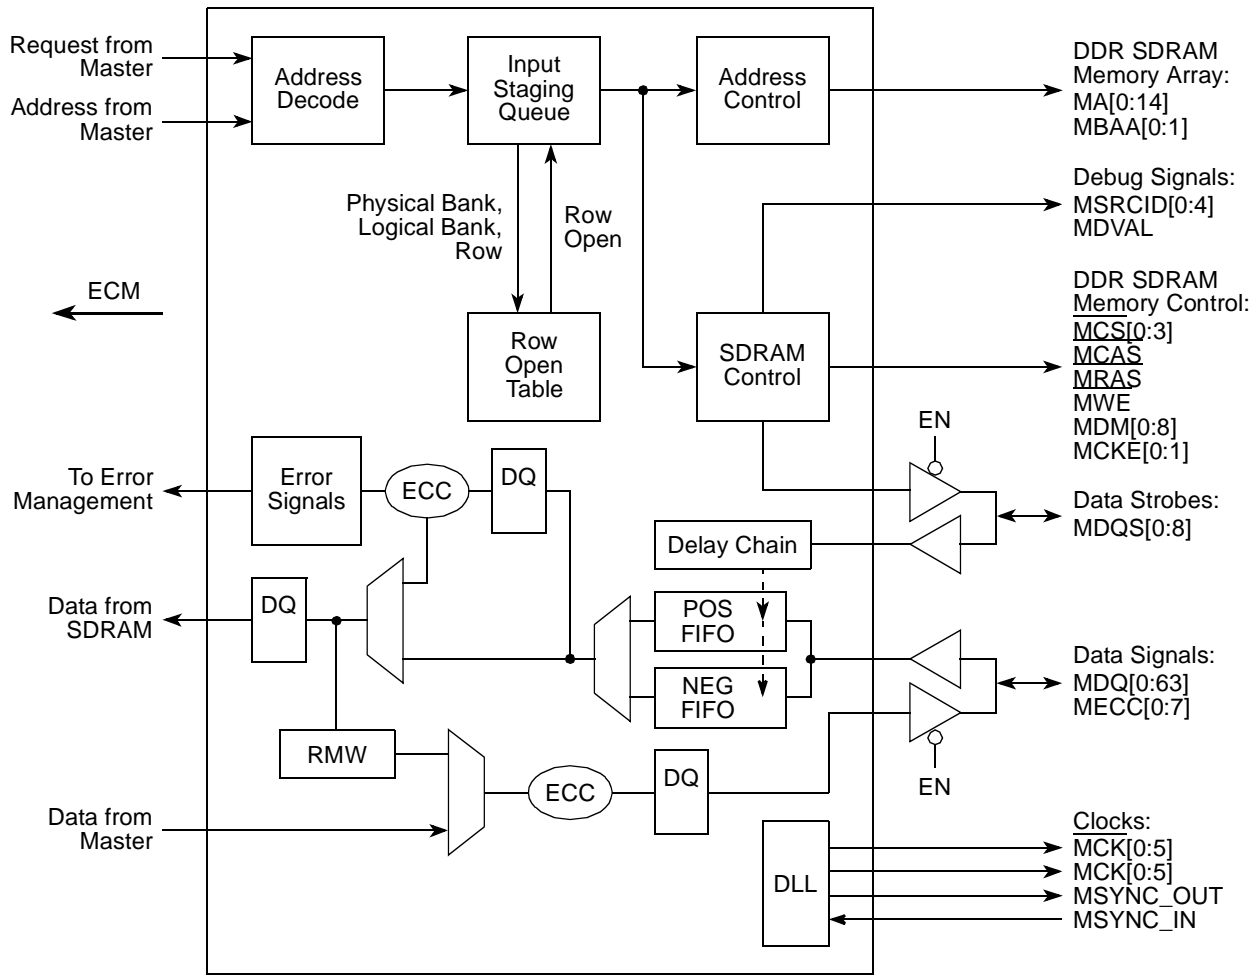 Request from
Master
Address from
Master
Address
Decode
Input
Staging
Queue
Address
Control
DDR SDRAM
Memory Array:
MA[0:14]
MBAA[0:1]
Physical Bank,
Logical Bank,
Row
Row
Open
Debug Signals:
MSRCID[0:4]
MDVAL
ECM
Row
Open
Table
SDRAM
Control
DDR SDRAM
Memory Control:
MCS[0:3]
MCAS
MRAS
MWE
MDM[0:8]
MCKE[0:1]
EN
To Error
Management
Error
Signals
ECC
DQ
Data Strobes:
MDQS[0:8]
Delay Chain
Data from
SDRAM
DQ
POS
FIFO
NEG
FIFO
Data Signals:
MDQ[0:63]
MECC[0:7]
RMW
ECC
DQ
EN
Data from
Master
DLL
Clocks:
MCK[0:5]
MCK[0:5]
MSYNC_OUT
MSYNC_IN